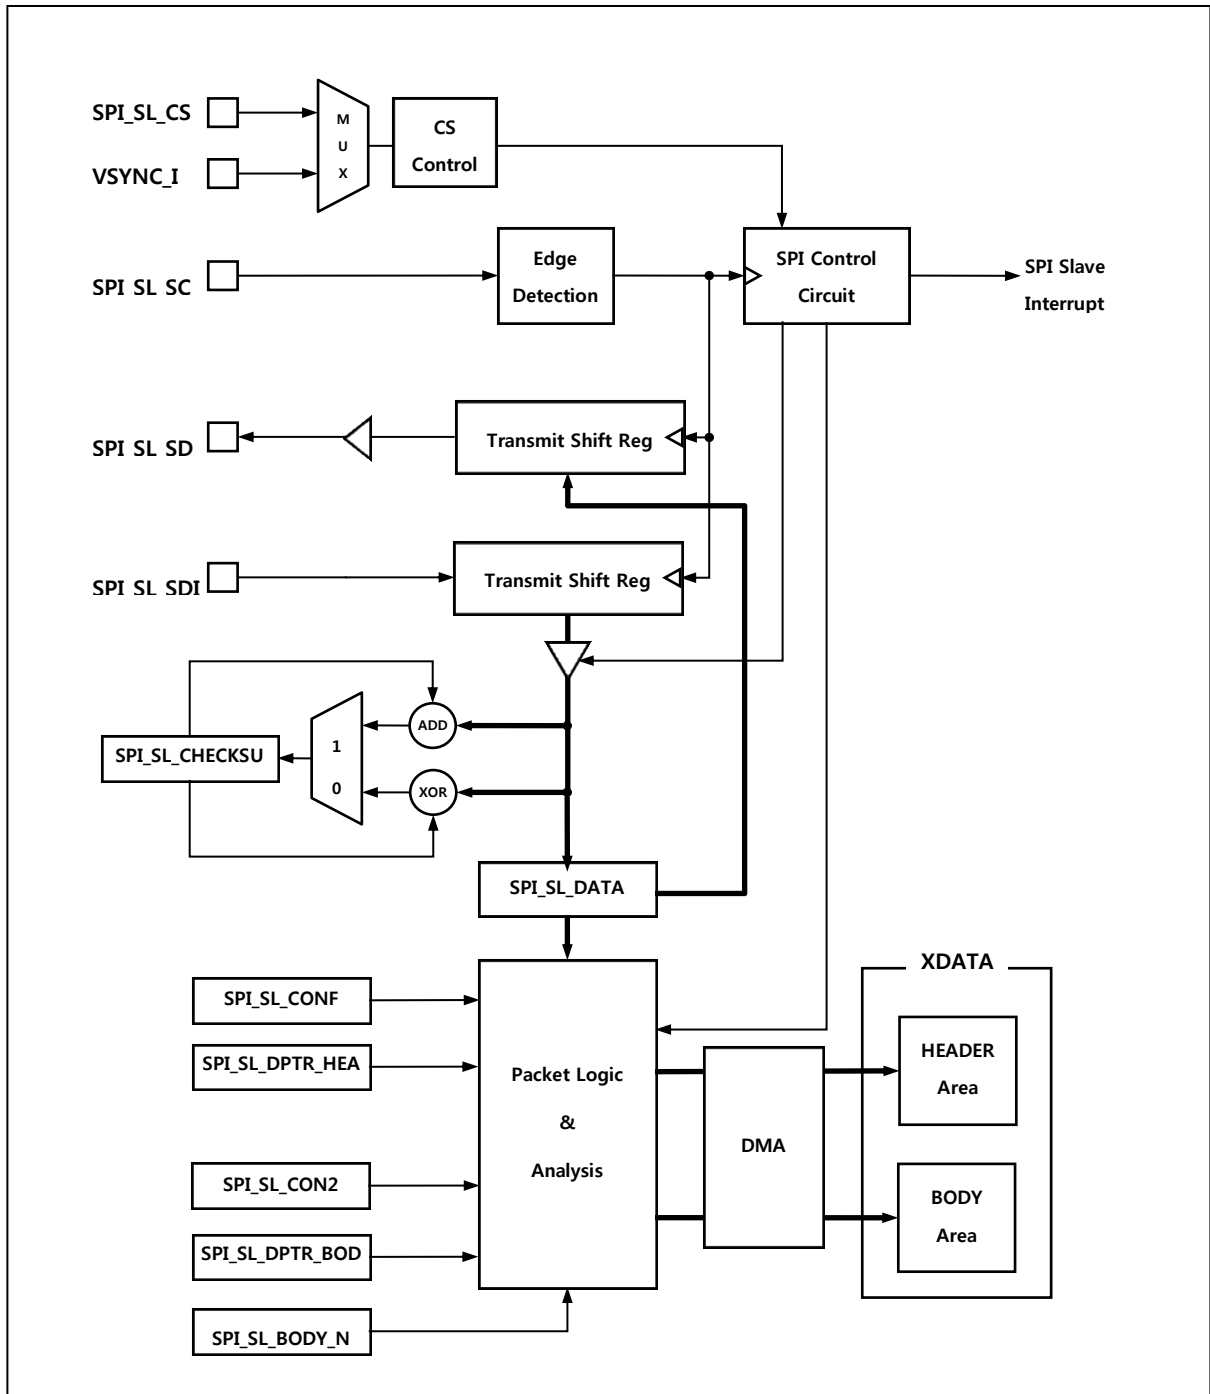 SPI_SL_CS
VSYNC_I
M
U
X
CS
Control
SPI SL SC
Edge
Detection
SPI Control
Circuit
SPI Slave
Interrupt
SPI SL SD
Transmit Shift Reg
SPI SL SDI
Transmit Shift Reg
ADD
1
SPI_SL_CHECKSU
0
XOR
SPI_SL_DATA
XDATA
SPI_SL_CONF
SPI_SL_DPTR_HEA
Packet Logic
&
Analysis
DMA
HEADER
Area
SPI_SL_CON2
BODY
Area
SPI_SL_DPTR_BOD
SPI_SL_BODY_N